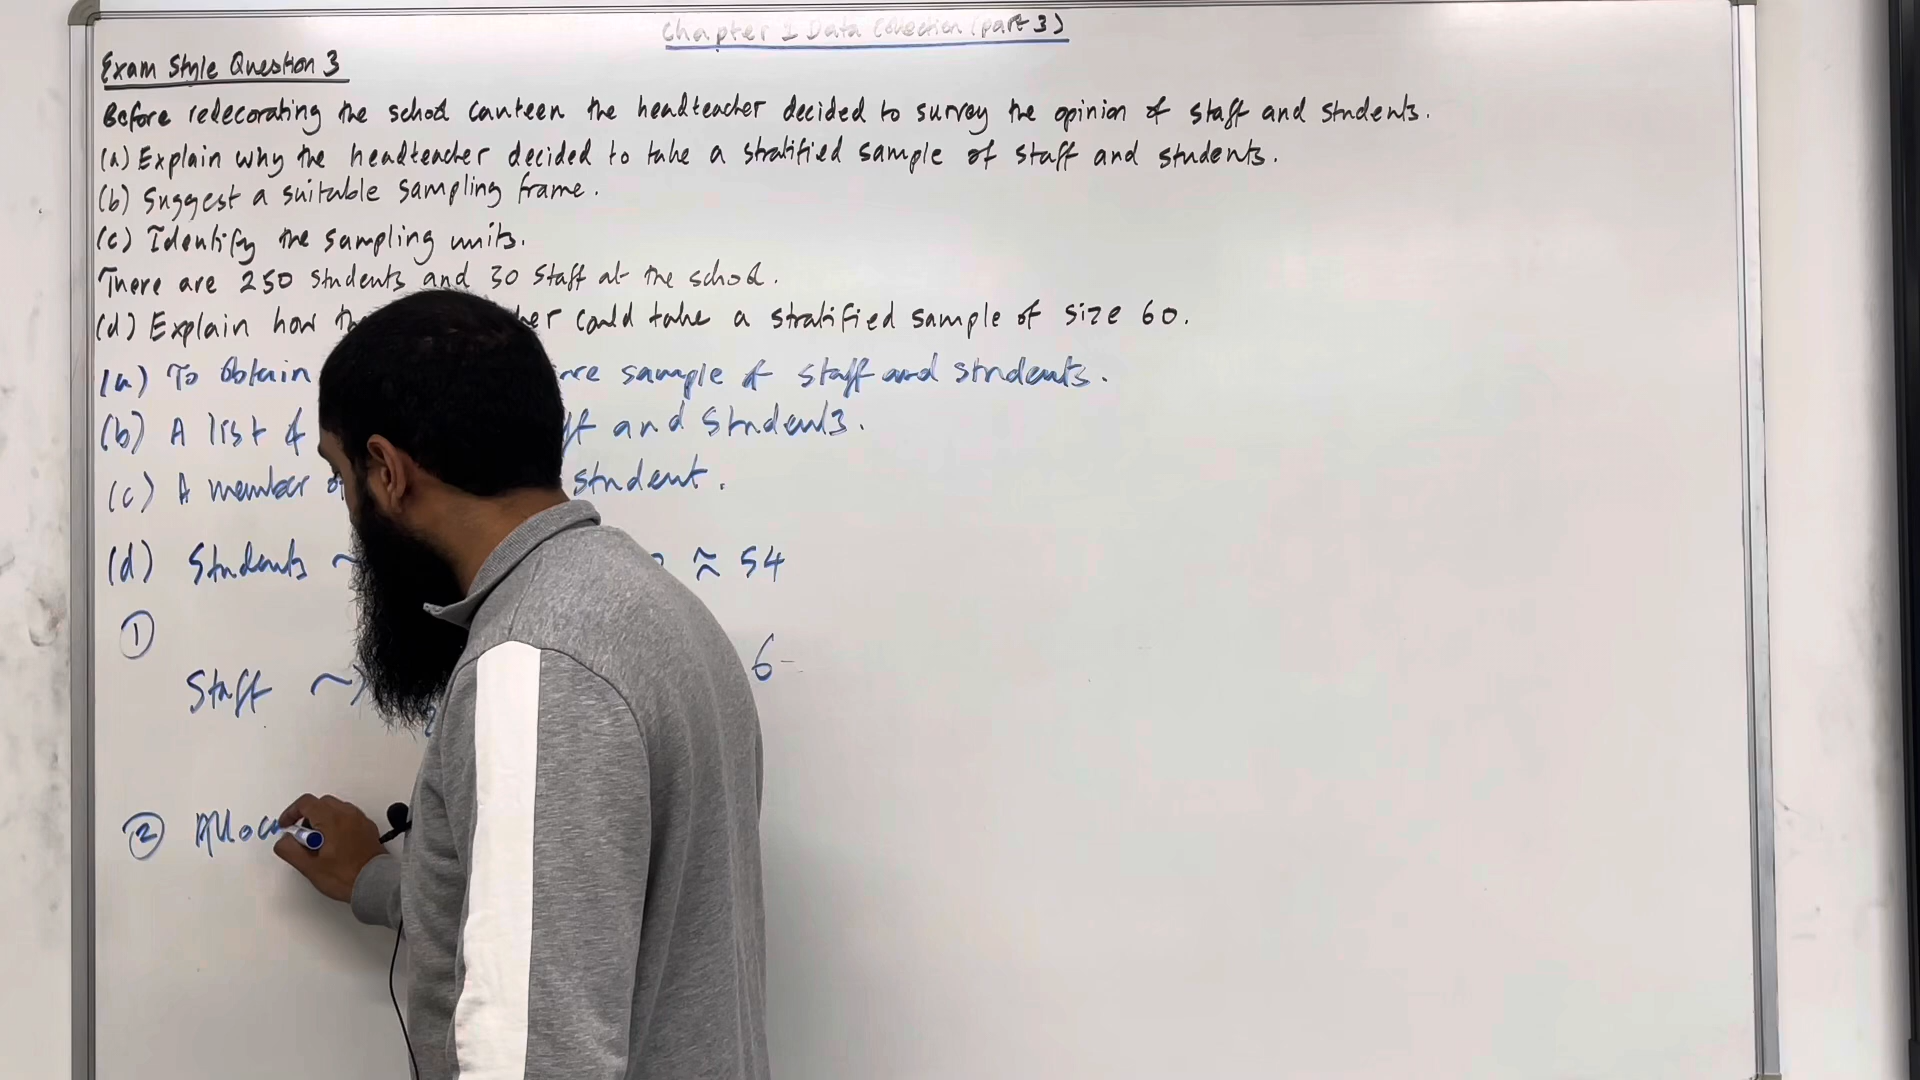 Chapter 1 Data Collection (part 3)
Exam Style Question 3
Before redecorating the school canteen the headteacher decided to survey the opinion of staff and students.
(a) Explain why the headteacher decided to take a stratified sample of staff and students.
(b) Suggest a suitable sampling frame.
(c) Identify the sampling units.
There are 250 students and 30 staff at the school.
(d) Explain how could take a stratified sample of size 60.
(a) To obtain sample of staff and students.
(b) A list of and students.
(c) A member student.
(d) Students ~ ≈ 54
①
Staff ~> 6
②